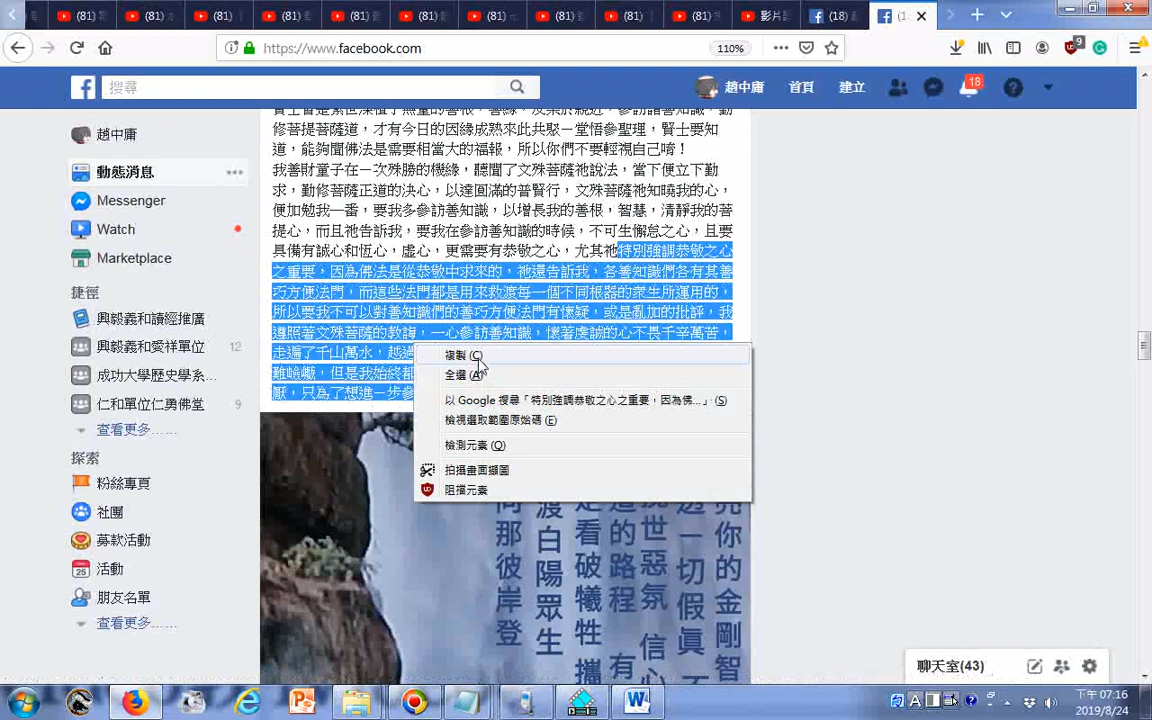 (81)
(81)
(81)
(81)
(81)
(81)
(81)
(81)
(81)
(81)
影片
(18)
(1
https://www.facebook.com
110%
9
搜尋
趙中庸
首頁
建立
18
趙中庸
動態消息
Messenger
Watch
Marketplace
捷徑
興毅義和讀經推廣
興毅義和愛祥單位 12
成功大學歷史學系...
仁和單位仁勇佛堂 9
查看更多......
探索
粉絲專頁
社團
募款活動
活動
朋友名單
查看更多......
修菩提菩薩道，才有今日的因緣成熟來此共駁一堂悟參聖理，賢士要知
道，能夠聞佛法是需要相當大的福報，所以你們不要輕視自己唷！
我善財童子在一次殊勝的機緣，聽聞了文殊菩薩祂說法，當下便立下勤
求，勤修菩薩正道的決心，以達圓滿的普賢行，文殊菩薩祂知曉我的心，
便加勉我一番，要我多參訪善知識，以增長我的善根，智慧，清靜我的菩
提心，而且祂告訴我，要我在參訪善知識的時候，不可生懈怠之心，且要
具備有誠心和恆心，虛心，更需要有恭敬之心，尤其祂特別強調恭敬之心
之重要，因為佛法是從恭敬中求來的，祂還告訴我，各善知識們各有其善
巧方便法門，而這些法門都是用來救渡每一個不同根器的衆生所運用的，
所以要我不可以對善知識們的善巧方便法門有懷疑，或是亂加的批評，我
遵照著文殊菩薩的教誨，一心參訪善知識，懷著虔誠的心不畏千辛萬苦，
走遍了千山萬水，越過
難巇巇，但是我始終都
厭，只為了想進一步參
複製 (C)
全選 (A)
以 Google 搜尋「特別強調恭敬之心之重要，因為佛...」(S)
檢視選取範圍原始碼 (E)
檢測元素 (Q)
拍攝畫面擷圖
阻擋元素
亮你的金剛智
透一切假真
挽世惡氛 信心
道的路程 有
走看破犧牲 攜
渡白陽眾生
向那彼岸登
聊天室(43)
下午 07:16
2019/8/24